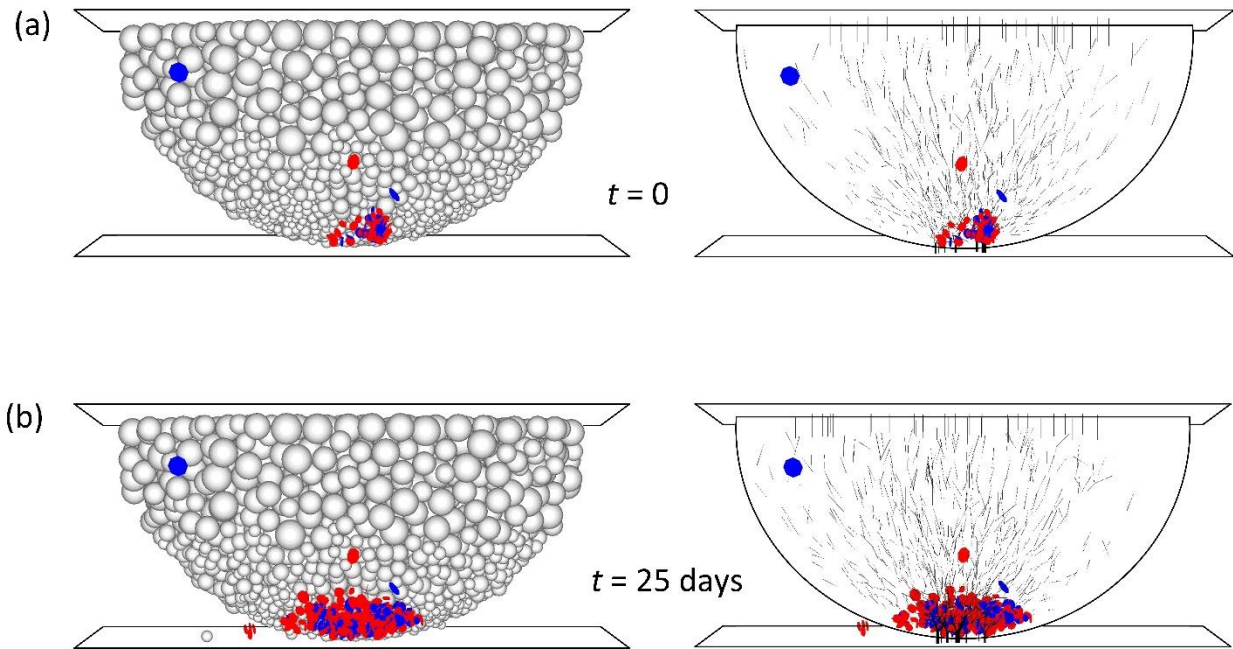 (a)
t = 0
(b)
t = 25 days